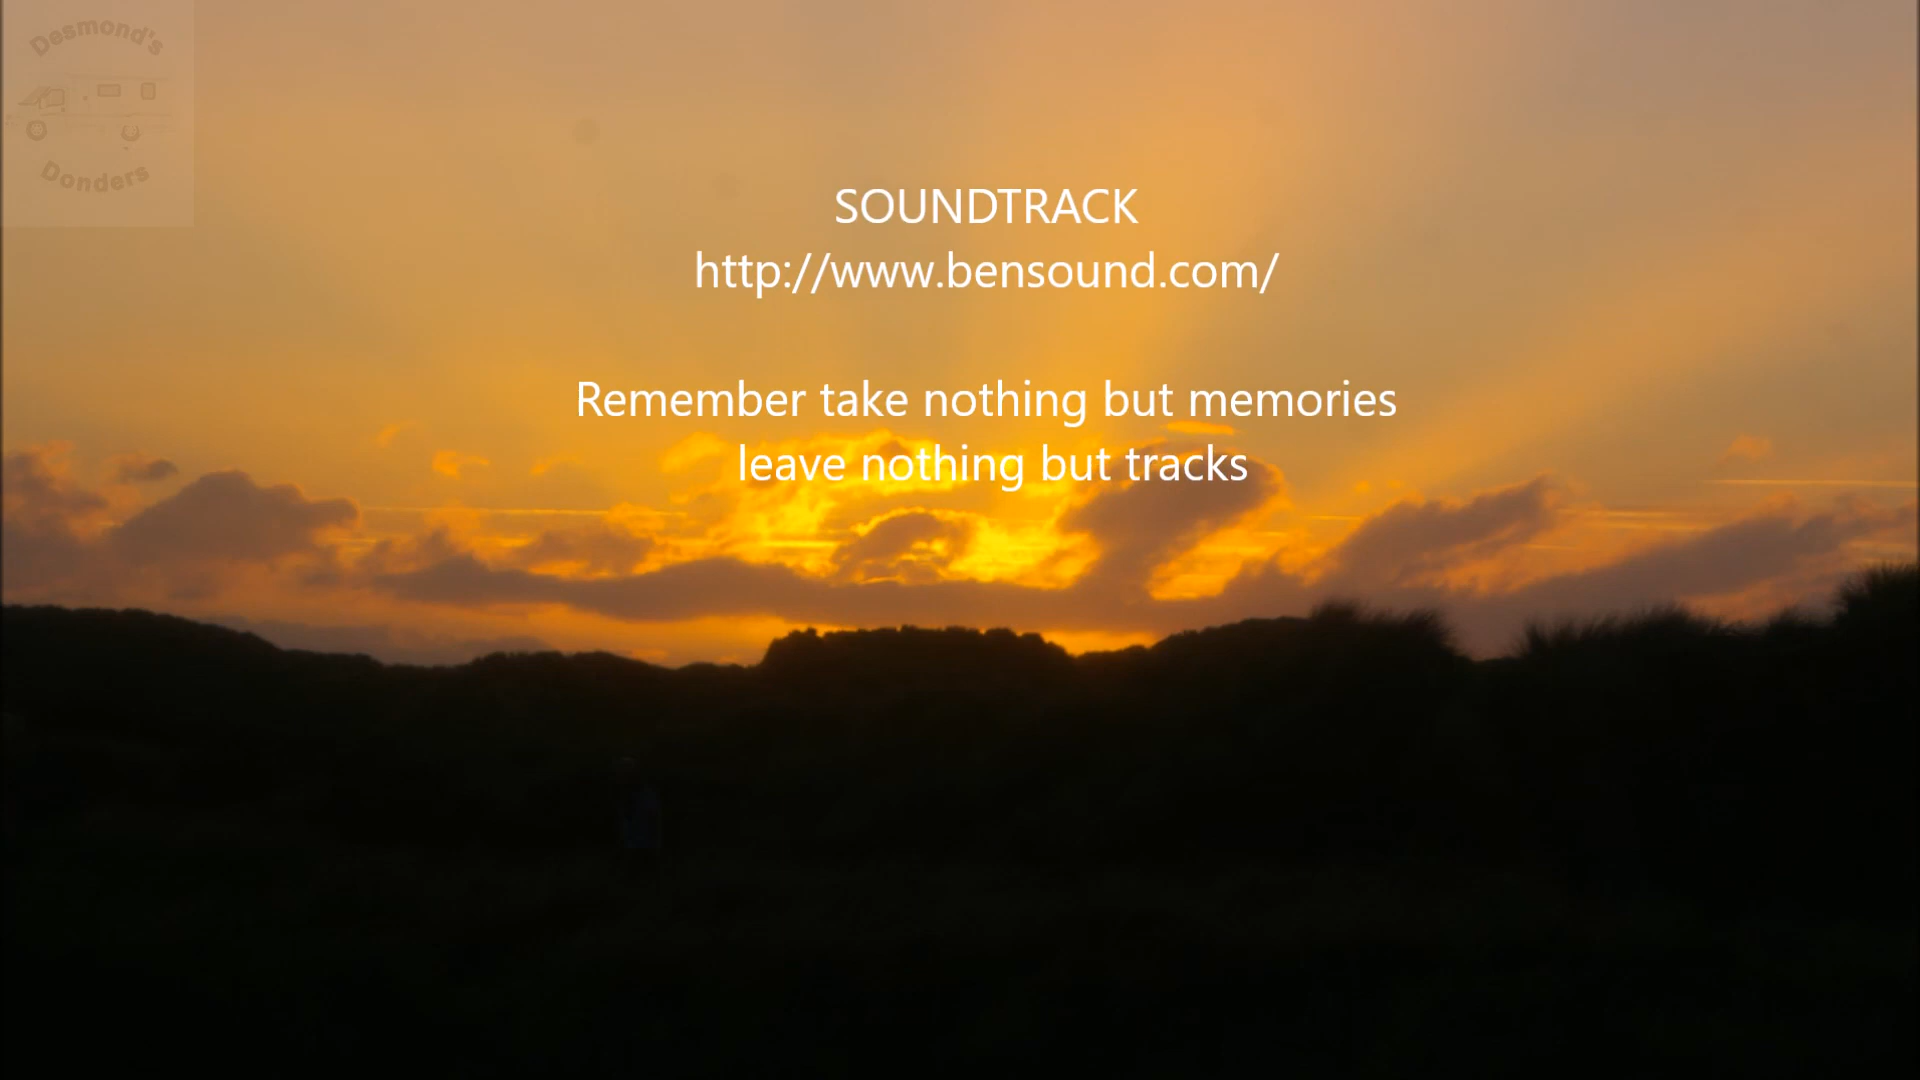 Desmond's
Donders
SOUNDTRACK
http://www.bensound.com/
Remember take nothing but memories
leave nothing but tracks